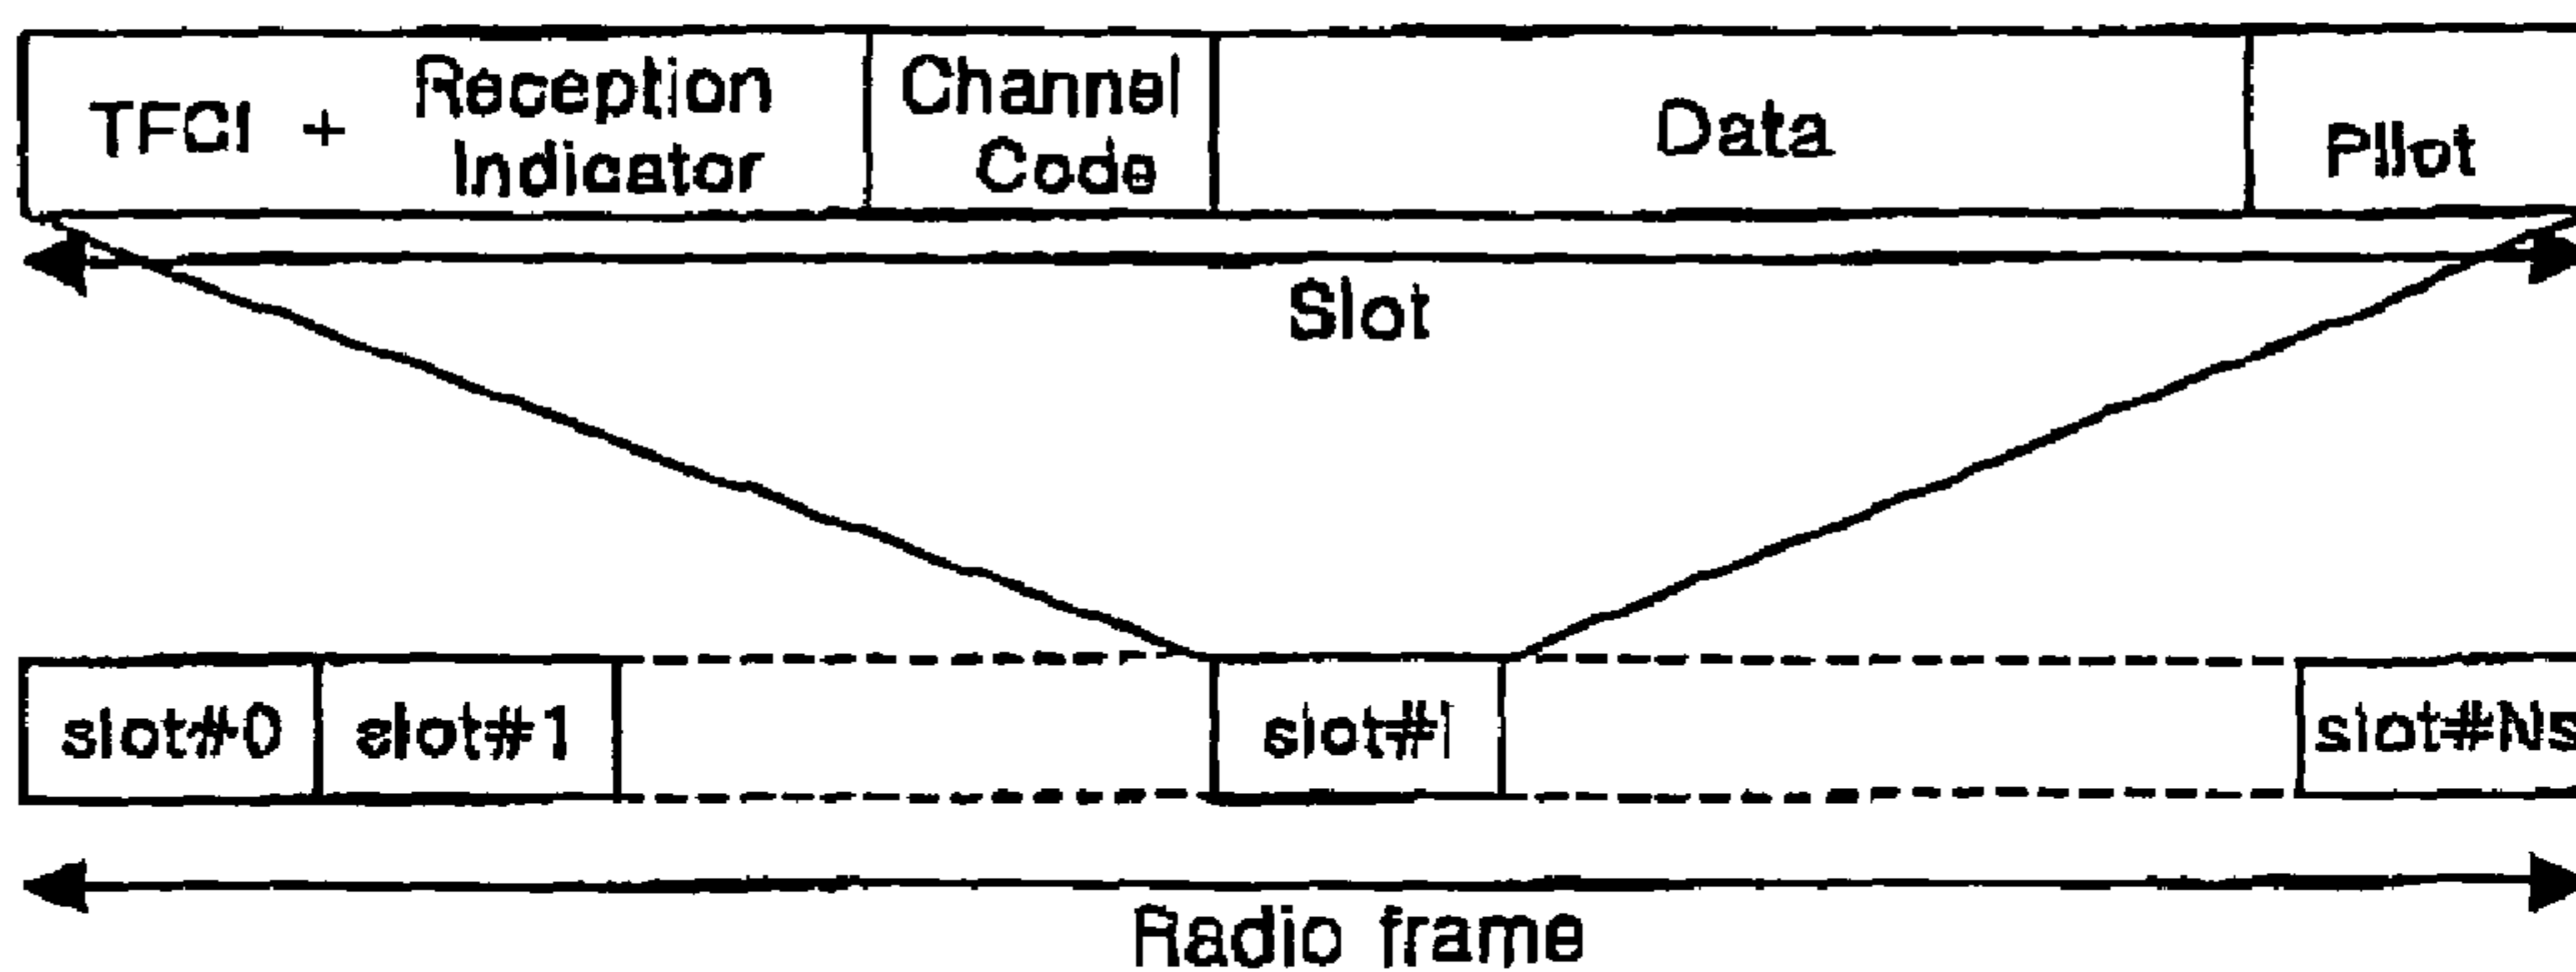 TFCI + Reception Indicator
Channel Code
Data
Pilot
Slot
slot#0
slot#1
slot#i
slot#Ns
Radio frame